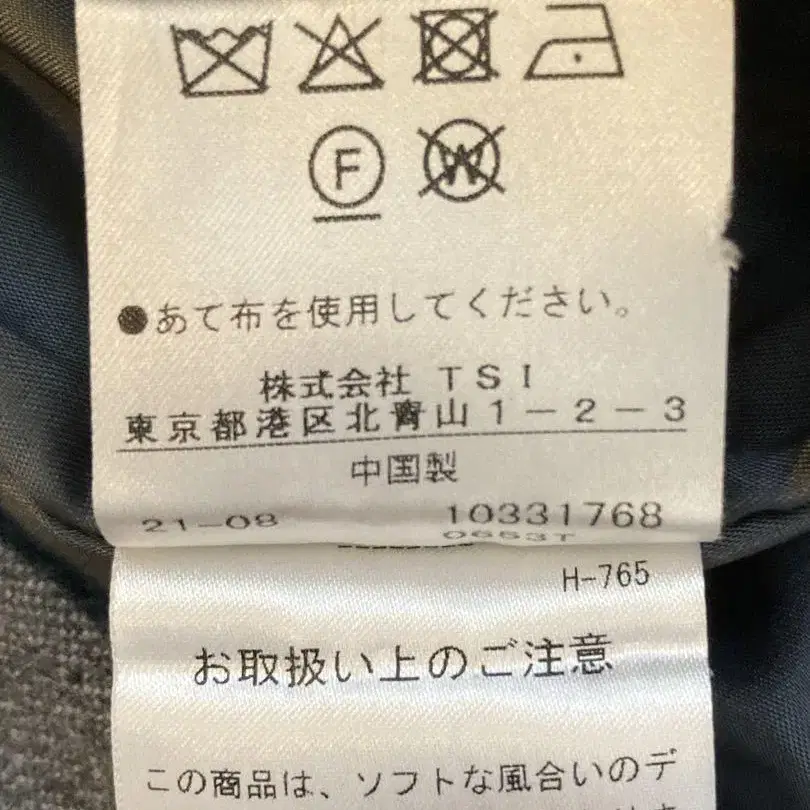 F W
●あて布を使用してください。
株式会社 TSI
東京都港区北青山1-2-3
中国製
21-08 10331768
0653T
H-765
お取扱い上のご注意
この商品は、ソフトな風合いのデ